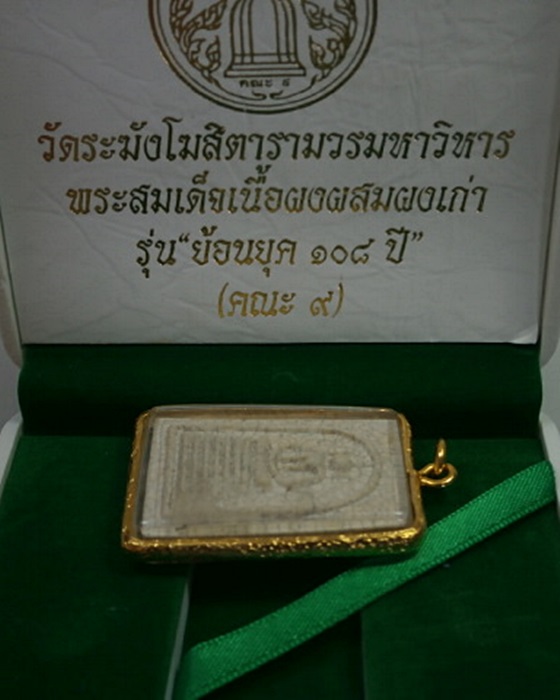 คณะ ๙
วัดระฆังโฆสิตารามวรมหาวิหาร
พระสมเด็จเนื้อผงผสมผงเก่า
รุ่น“ย้อนยุค ๑๐๘ ปี”
(คณะ ๙)